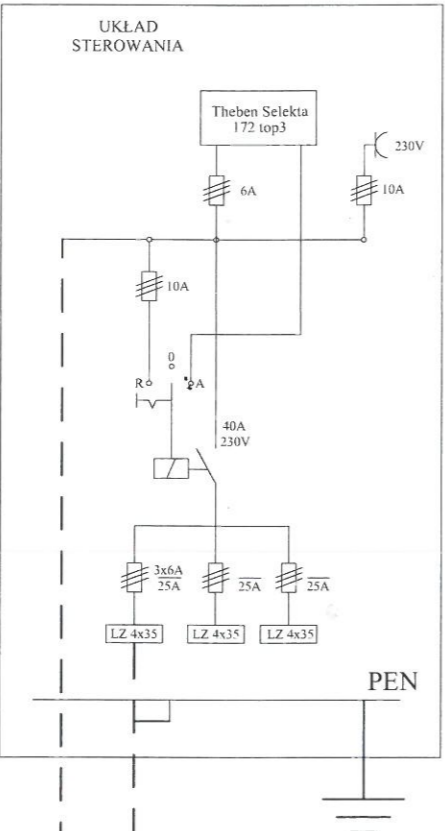 UKŁAD
STEROWANIA
Theben Selekta
172 top3
230V
6A
10A
10A
0
R
A
40A
230V
3x6A
25A
25A
25A
LZ 4x35
LZ 4x35
LZ 4x35
PEN